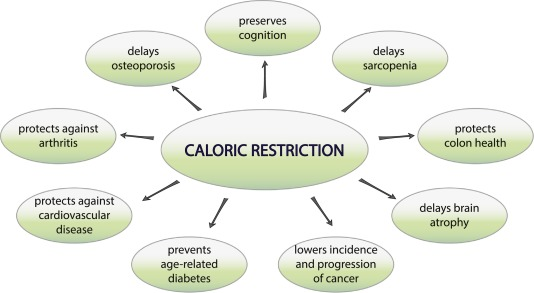 preserves
cognition
delays
osteoporosis
delays
sarcopenia
protects against
arthritis
CALORIC RESTRICTION
protects
colon health
protects against
cardiovascular
disease
delays brain
atrophy
prevents
age-related
diabetes
lowers incidence
and progression
of cancer